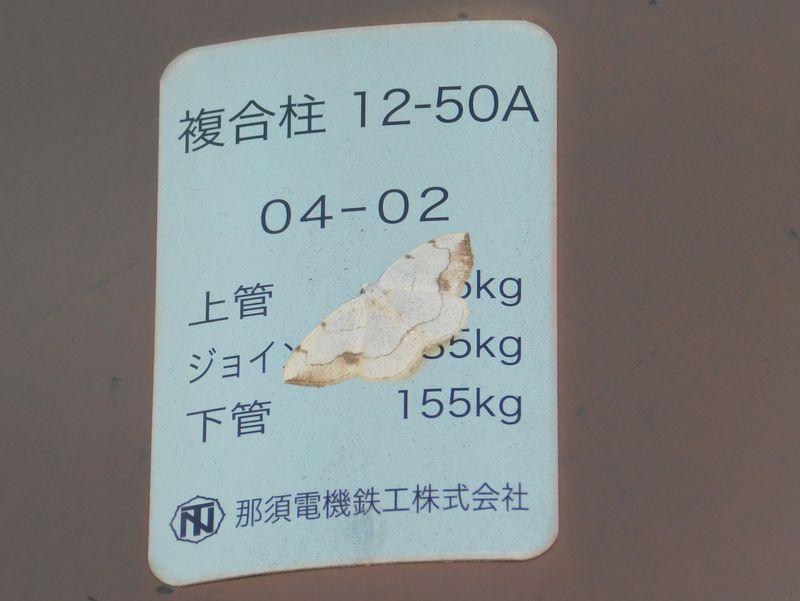 複合柱 12-50A
04-02
上管 kg
ジョイ 5kg
下管 155kg
那須電機鉄工株式会社